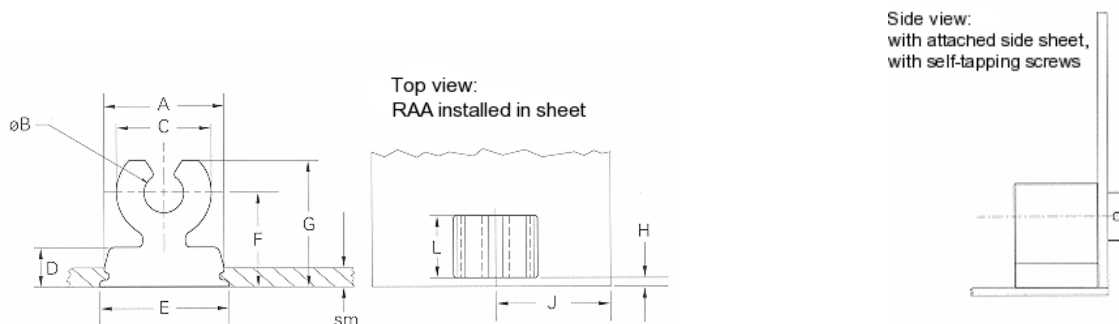 Side view:
with attached side sheet,
with self-tapping screws
Top view:
RAA installed in sheet
A
C
øB
G
F
D
E
sm
L
H
J